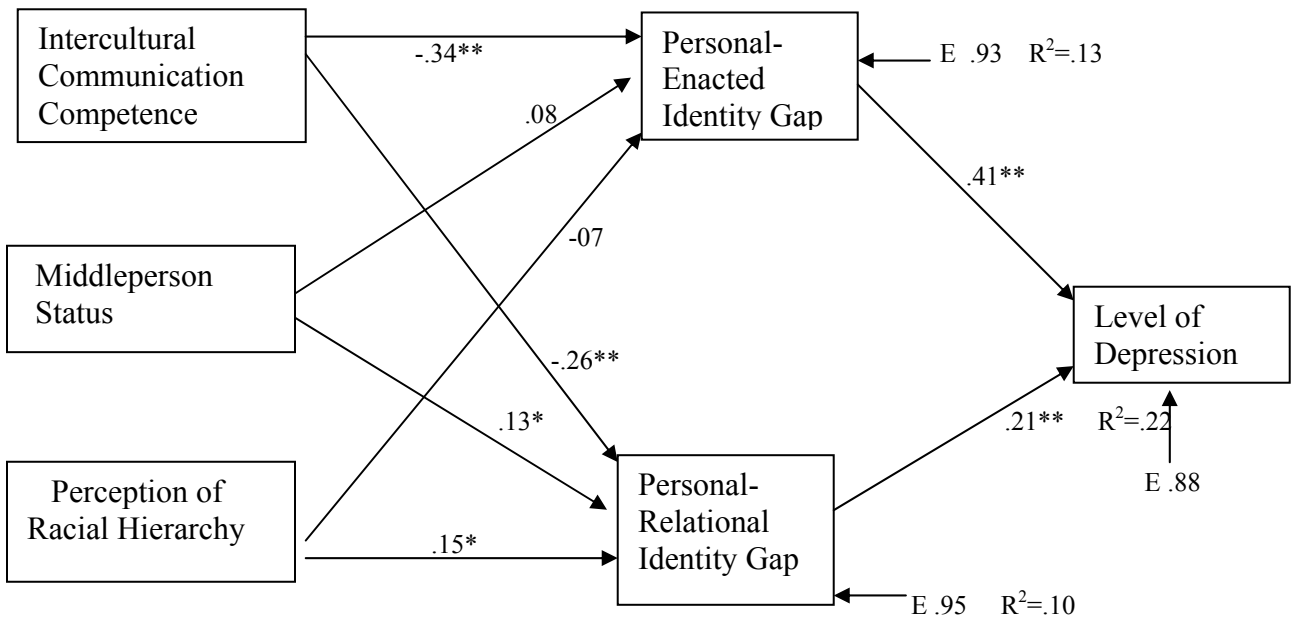 Intercultural
Communication
Competence
-.34**
Personal-
Enacted
Identity Gap
E .93 R²=.13
.08
.41**
-07
Middleperson
Status
Level of
Depression
-.26**
.13*
.21**
R²=.22
E .88
Perception of
Racial Hierarchy
Personal-
Relational
Identity Gap
.15*
E .95 R²=.10